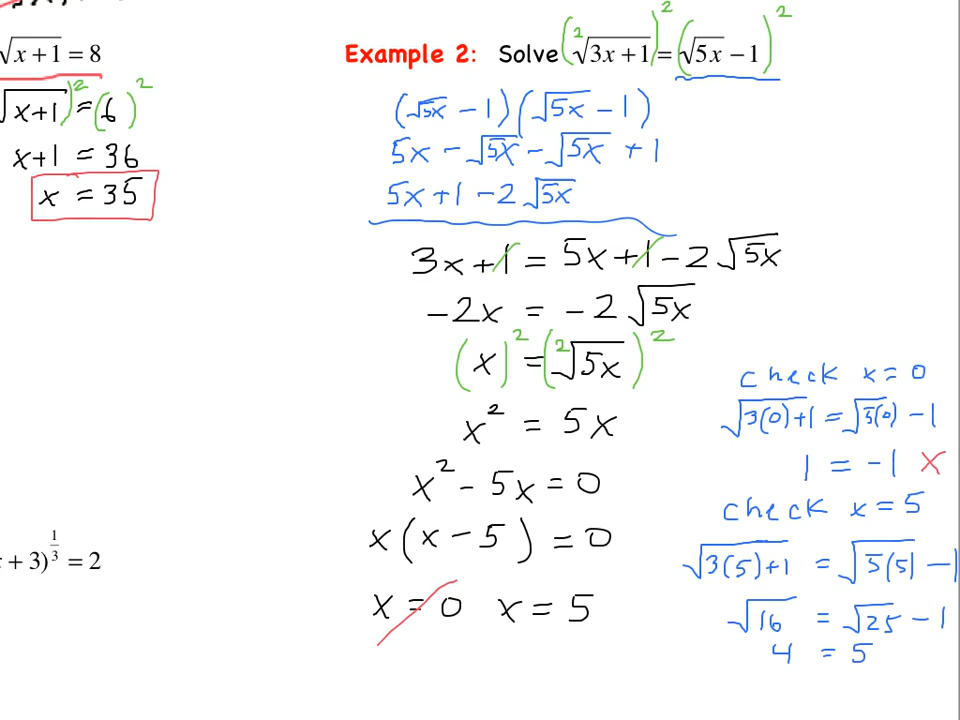 √x + 1 = 8
√x+1)² = (6)²
x+1 = 36
x = 35
+ 3)^(1/3) = 2
Example 2: Solve (²√3x + 1)² = (√5x − 1)²
(√5x − 1)(√5x − 1)
5x − √5x − √5x + 1
5x + 1 − 2√5x
3x + 1 = 5x + 1 − 2√5x
−2x = −2√5x
(x)² = (²√5x)²
x² = 5x
x² − 5x = 0
x(x − 5) = 0
x = 0 x = 5
check x = 0
√3(0)+1 = √5(0) − 1
1 = −1 x
check x = 5
√3(5)+1 = √5(5) − 1
√16 = √25 − 1
4 = 5